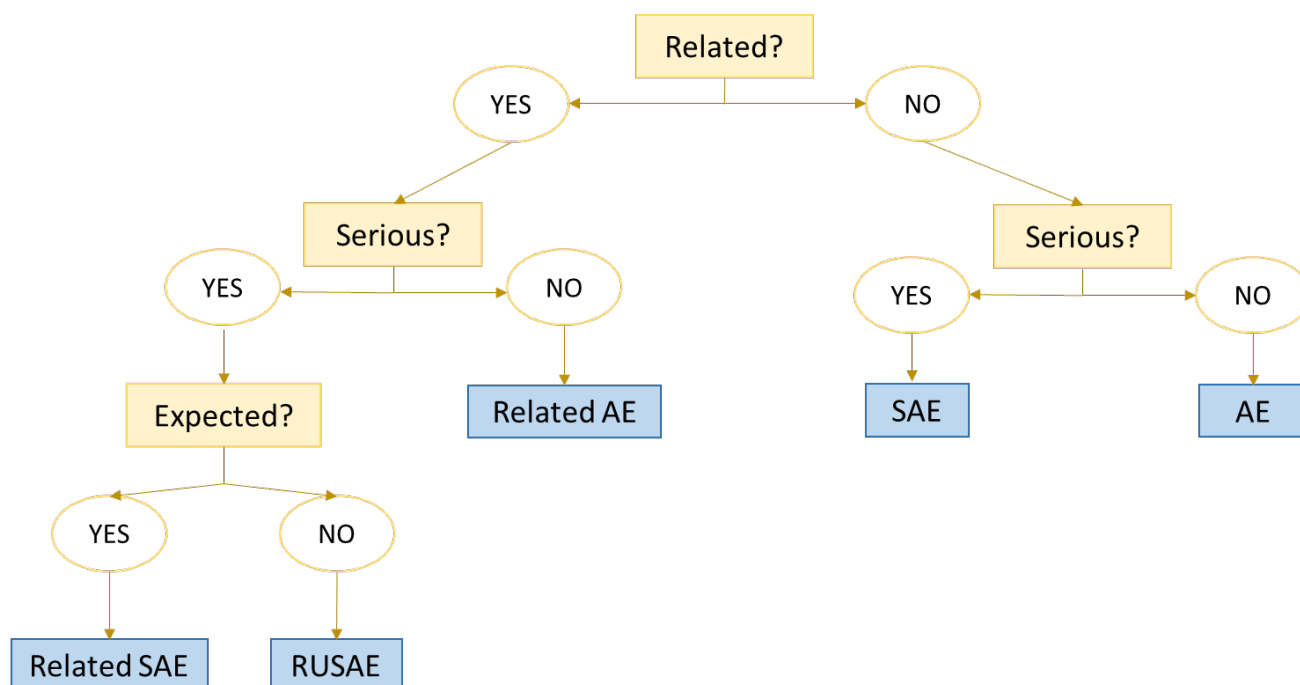 Related?
YES
NO
Serious?
Serious?
YES
NO
YES
NO
Expected?
Related AE
SAE
AE
YES
NO
Related SAE
RUSAE